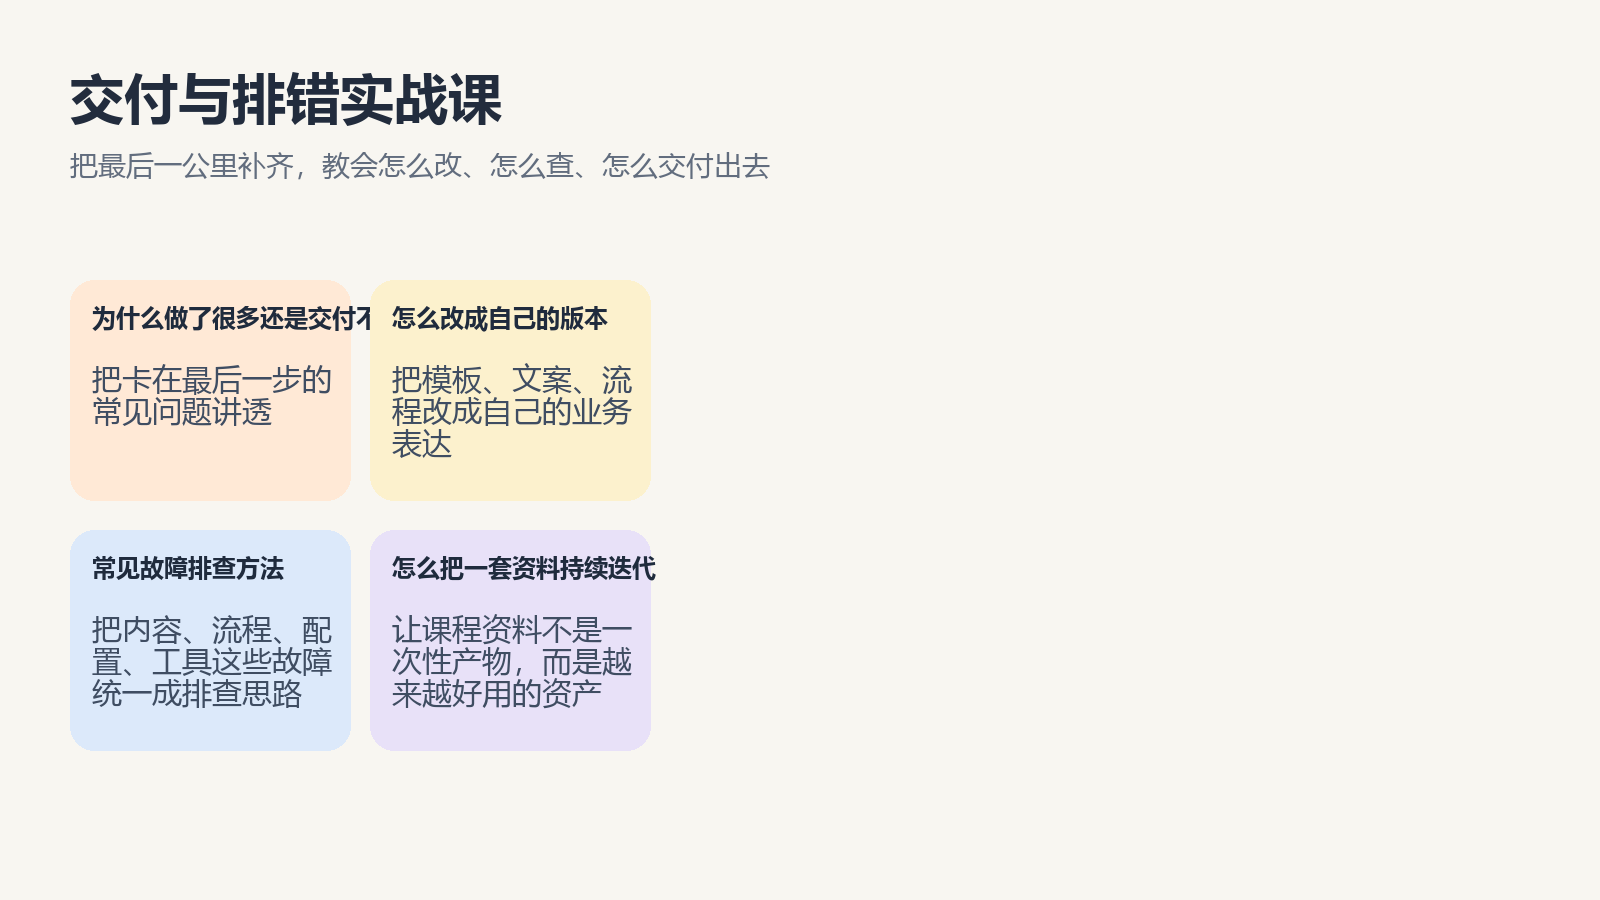 交付与排错实战课
把最后一公里补齐，教会怎么改、怎么查、怎么交付出去
为什么做了很多还是交付不
怎么改成自己的版本
把卡在最后一步的
常见问题讲透
把模板、文案、流
程改成自己的业务
表达
常见故障排查方法
怎么把一套资料持续迭代
把内容、流程、配
置、工具这些故障
统一成排查思路
让课程资料不是一
次性产物，而是越
来越好用的资产